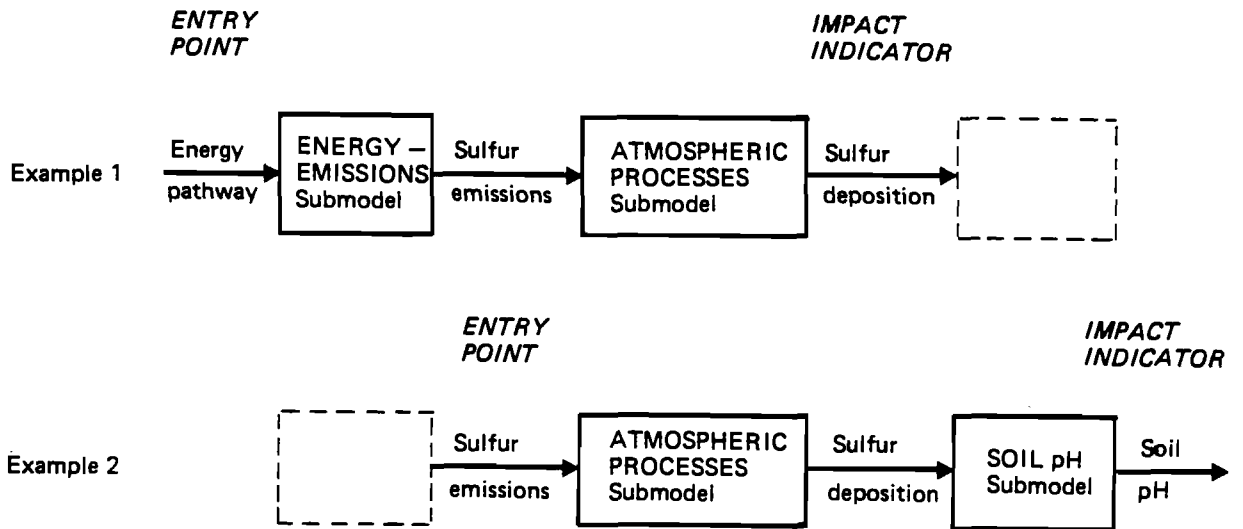 ENTRY
POINT
IMPACT
INDICATOR
Example 1
Energy
pathway
ENERGY –
EMISSIONS
Submodel
Sulfur
emissions
ATMOSPHERIC
PROCESSES
Submodel
Sulfur
deposition
ENTRY
POINT
IMPACT
INDICATOR
Example 2
Sulfur
emissions
ATMOSPHERIC
PROCESSES
Submodel
Sulfur
deposition
SOIL pH
Submodel
Soil
pH